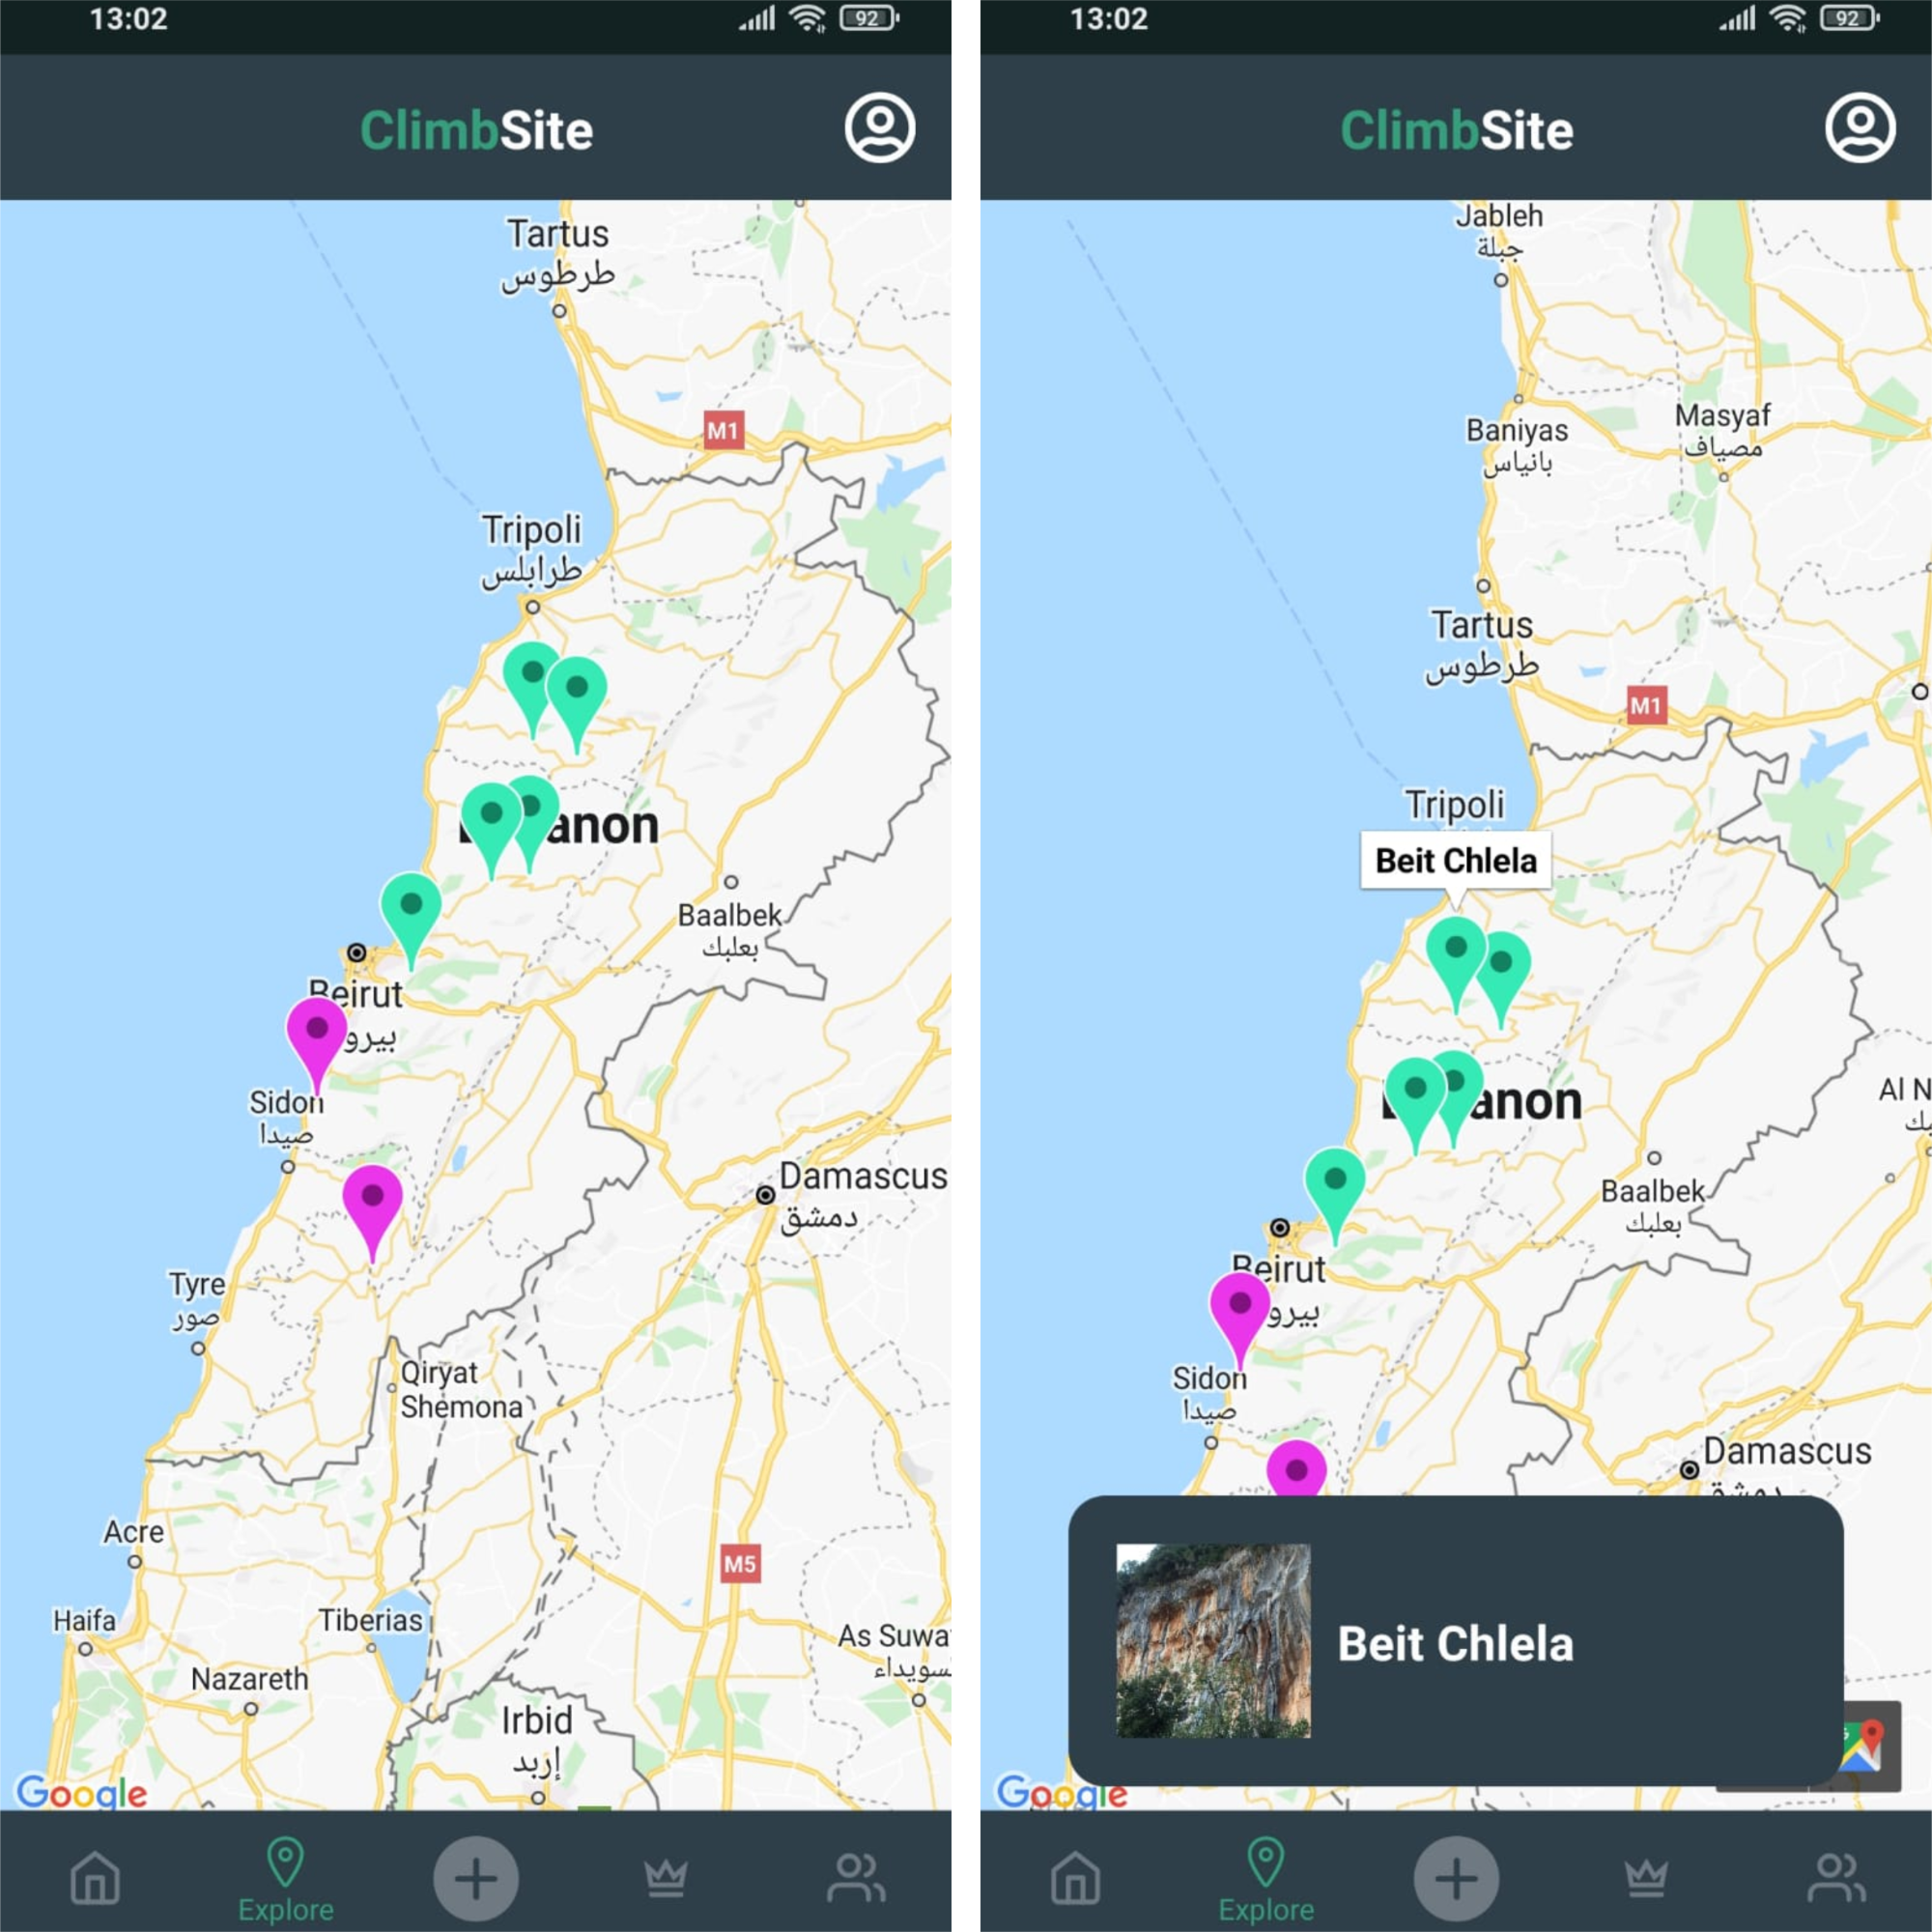 13:02
92
ClimbSite
Tartus
طرطوس
M1
Tripoli
طرابلس
anon
Baalbek
بعلبك
Beirut
بيرو
Sidon
صيدا
Damascus
دمشق
Tyre
صور
Qiryat
Shemona
Acre
M5
Haifa
Tiberias
As Suwa
سويداء
Nazareth
Irbid
إربد
Google
Explore
13:02
92
ClimbSite
Jableh
جبلة
Masyaf
مصياف
Baniyas
بانياس
Tartus
طرطوس
M1
Tripoli
Beit Chlela
Al N
بك
anon
Baalbek
بعلبك
Beirut
بيرو
Sidon
صيدا
Damascus
دمشق
Beit Chlela
Google
Explore